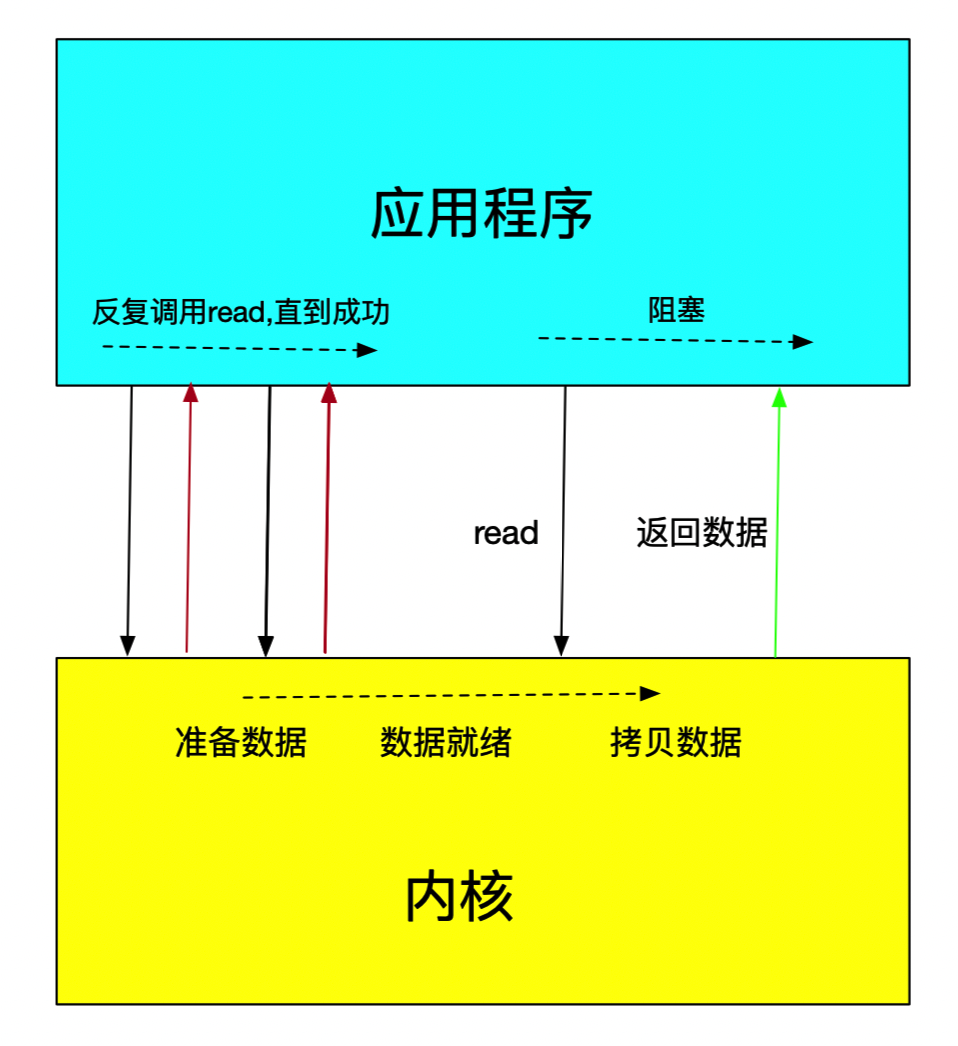 应用程序
反复调用read,直到成功
阻塞
read
返回数据
准备数据
数据就绪
拷贝数据
内核